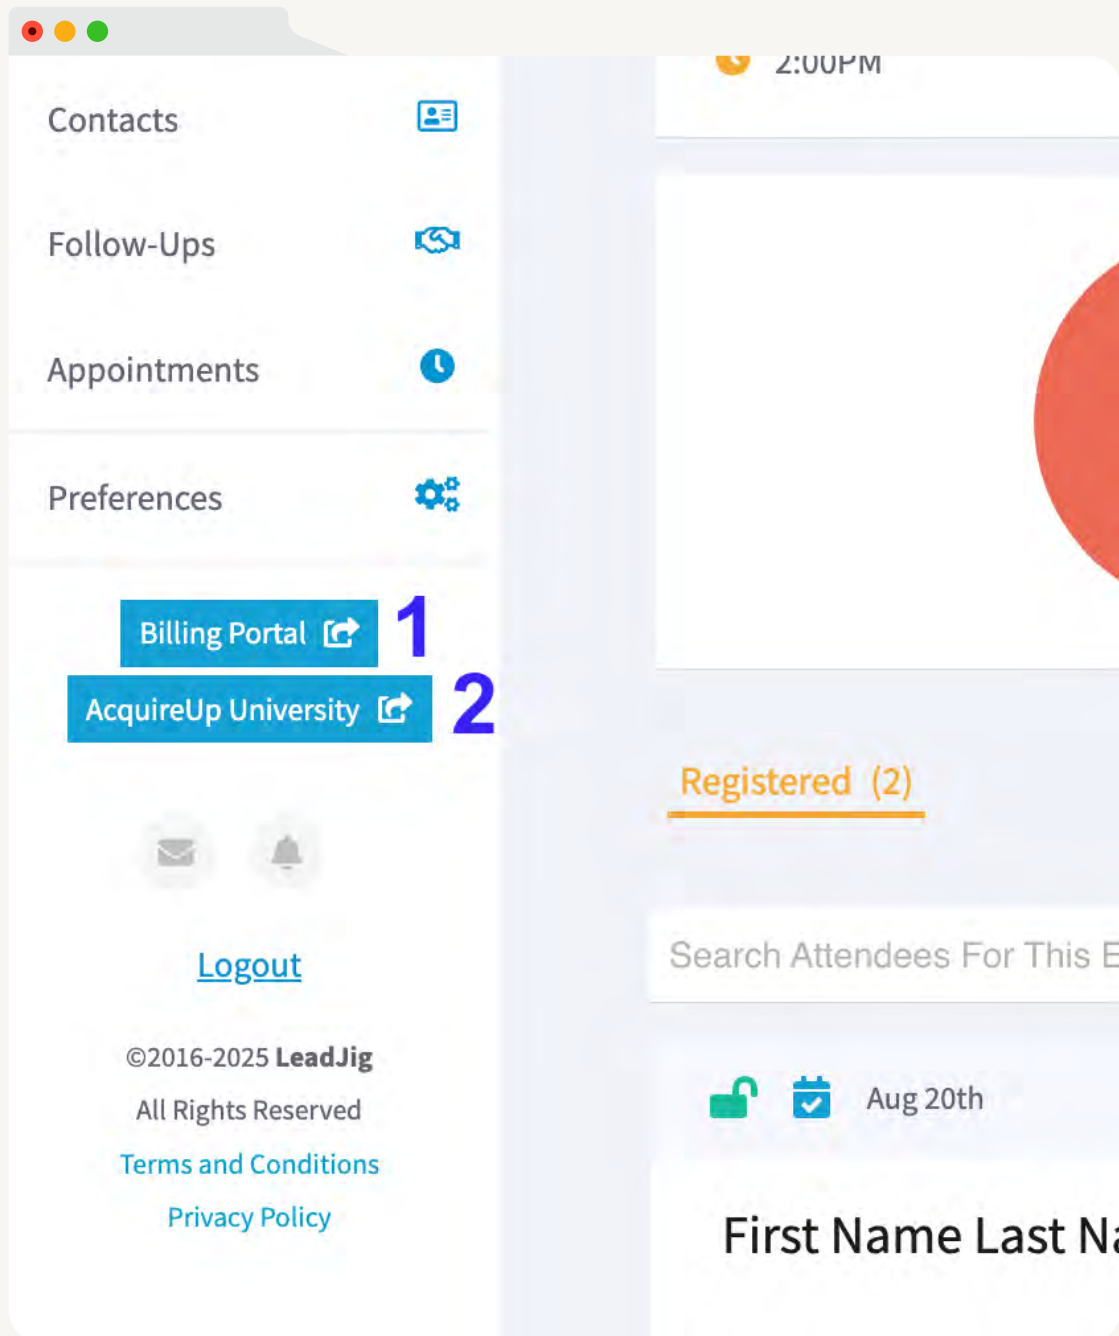 2:00PM
Contacts
Follow-Ups
Appointments
Preferences
Billing Portal 1
AcquireUp University 2
Logout
©2016-2025 LeadJig
All Rights Reserved
Terms and Conditions
Privacy Policy
Registered (2)
Search Attendees For This
Aug 20th
First Name Last